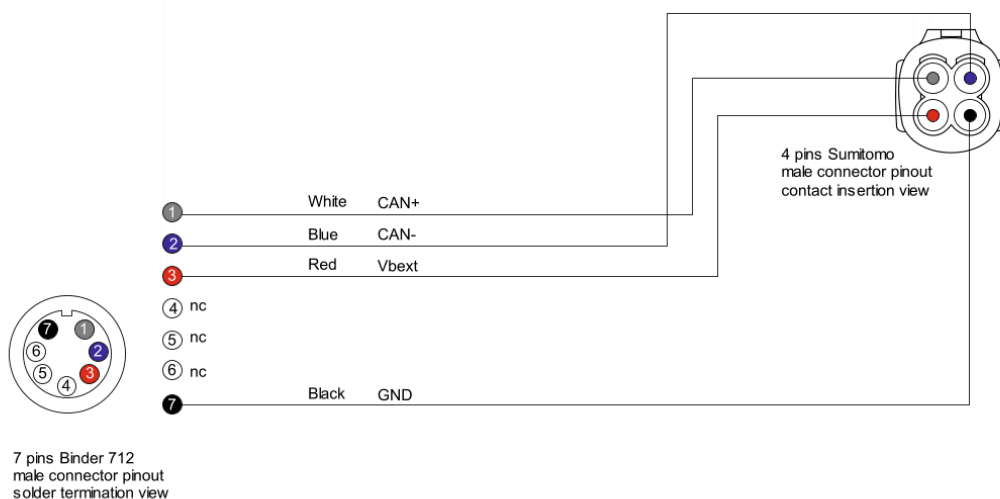 4 pins Sumitomo
male connector pinout
contact insertion view
1 White CAN+
2 Blue CAN-
3 Red Vbext
4 nc
5 nc
6 nc
7 Black GND
7 1
6 2
5 3
4
7 pins Binder 712
male connector pinout
solder termination view